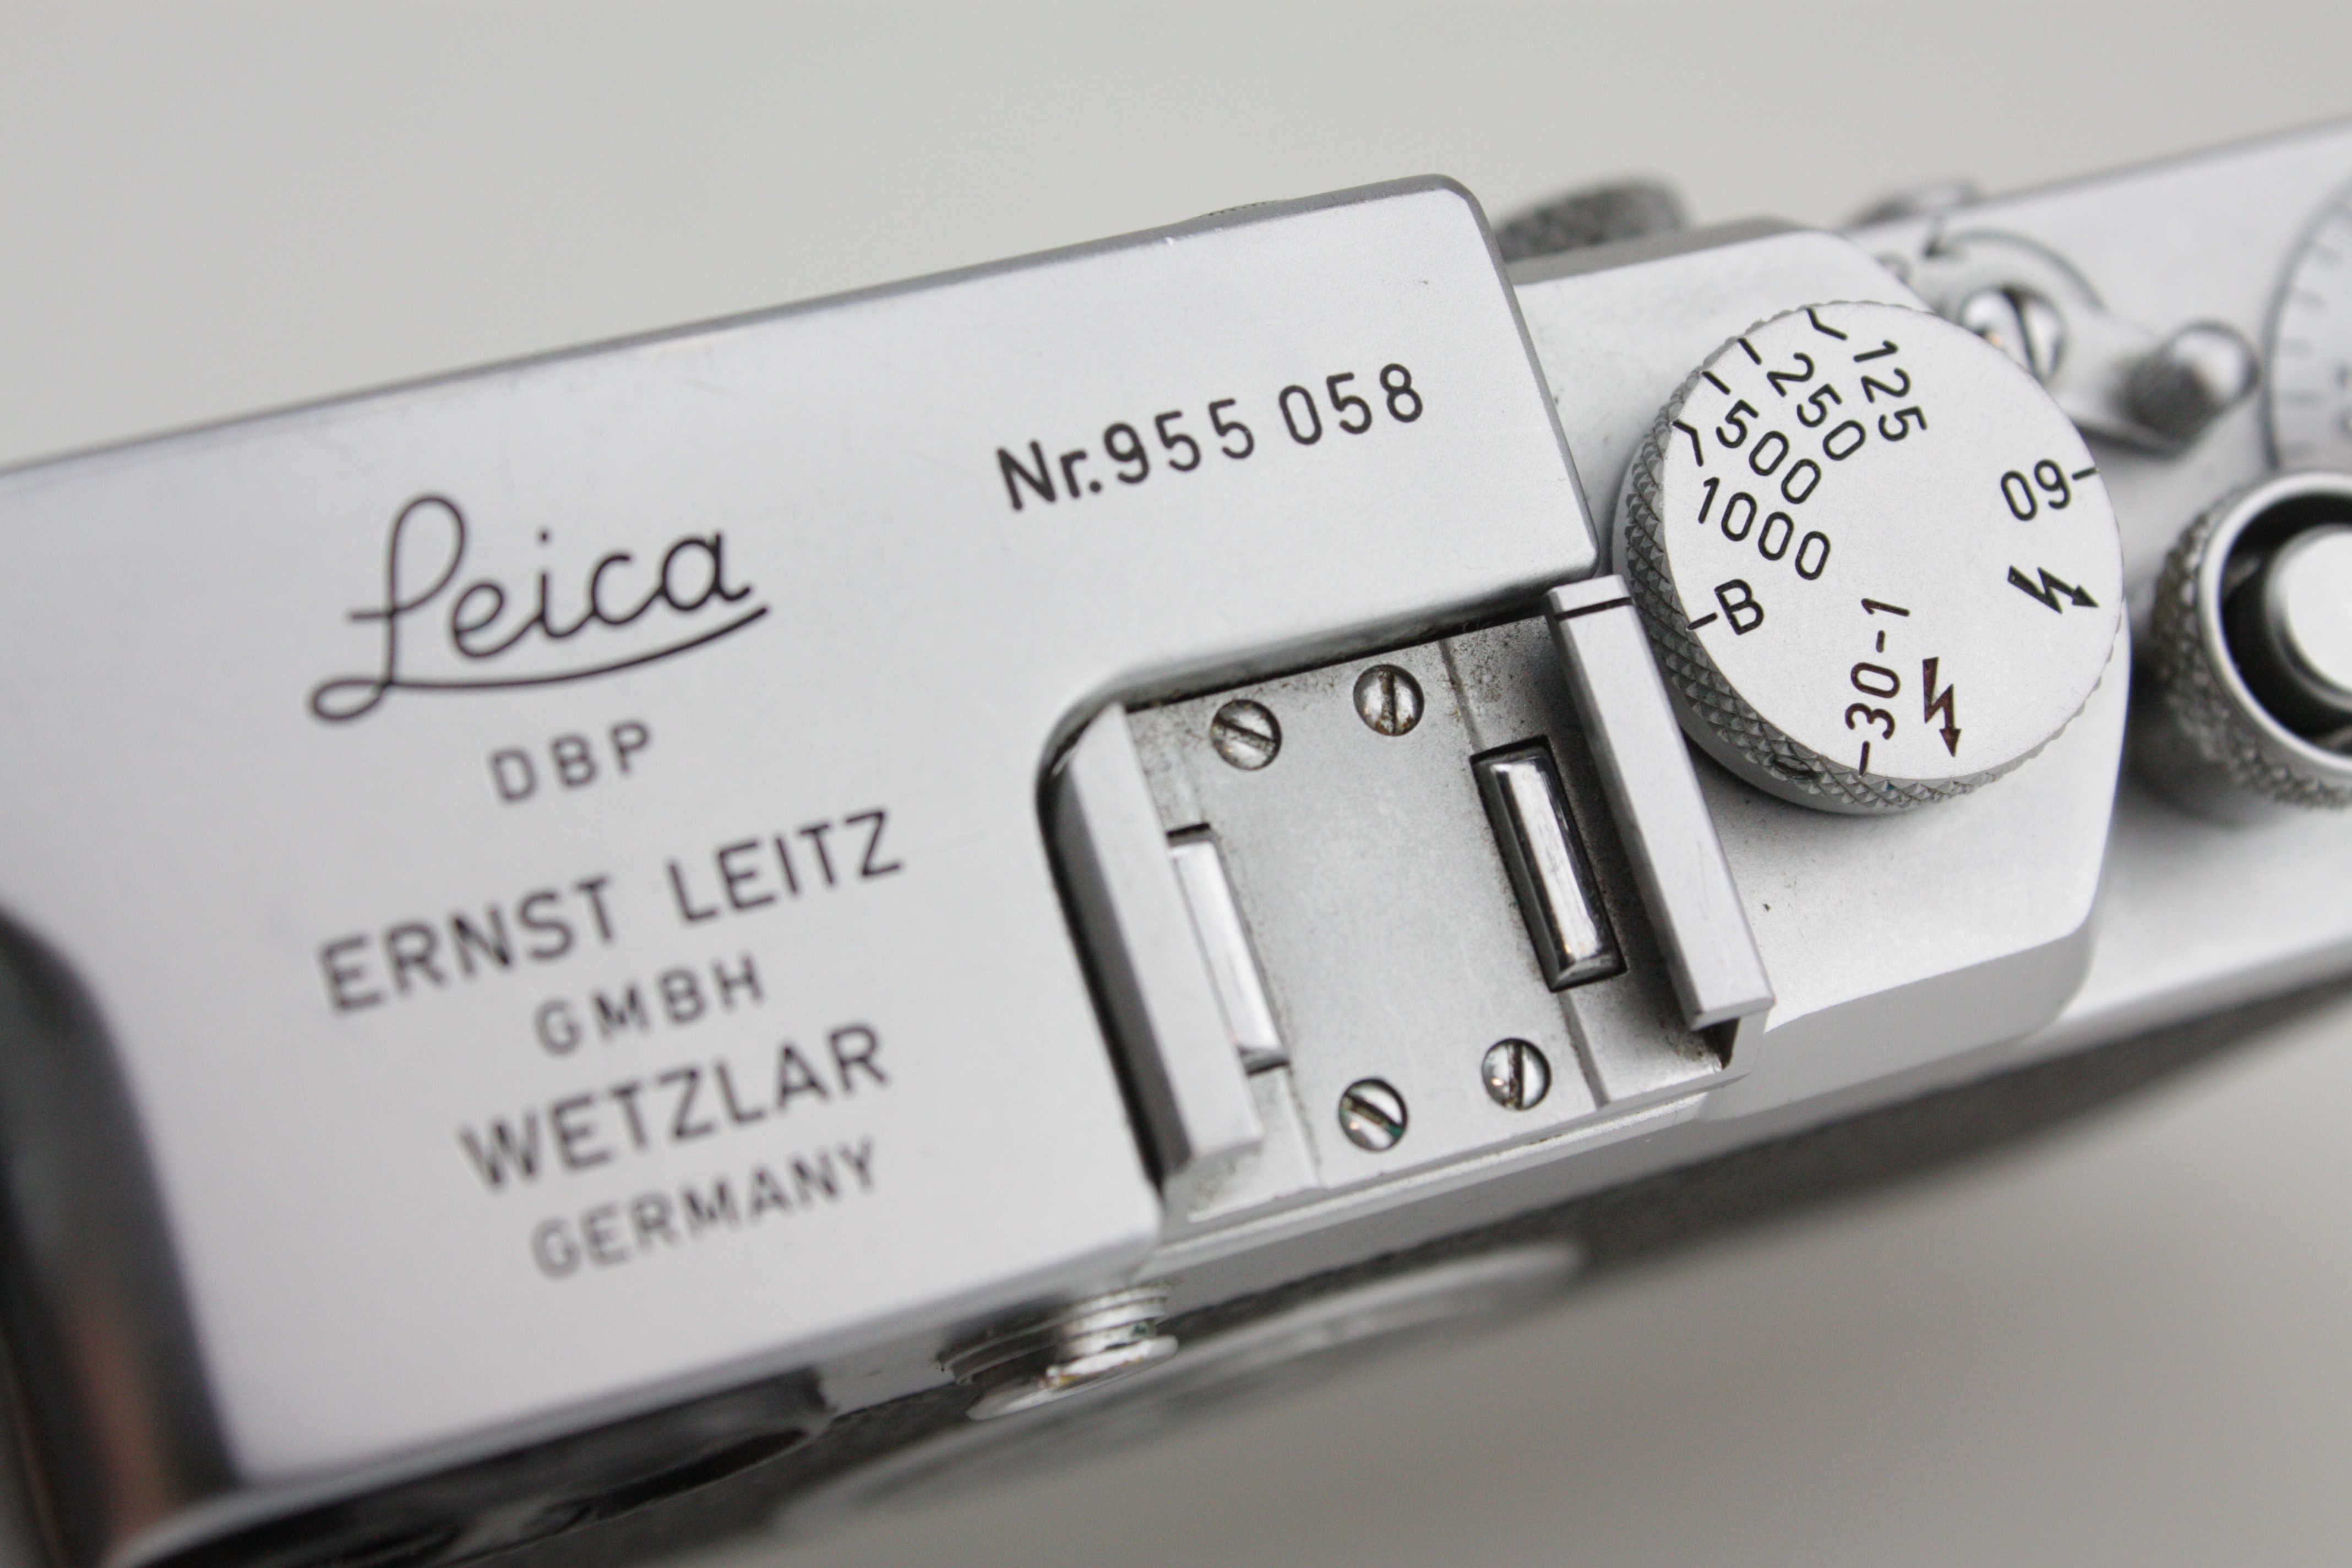 Leica
DBP
ERNST LEITZ
GMBH
WETZLAR
GERMANY
Nr.955 058
125
250
500
1000
B
30-1
60